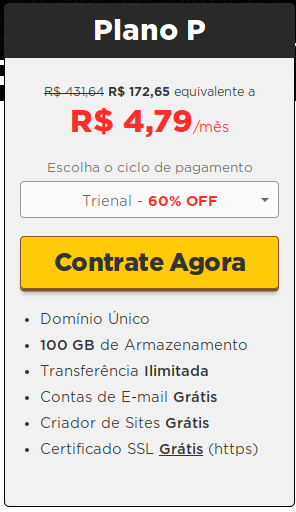 Plano P
R$ 431,64 R$ 172,65 equivalente a
R$ 4,79/mês
Escolha o ciclo de pagamento
Trienal - 60% OFF
Contrate Agora
• Domínio Único
• 100 GB de Armazenamento
• Transferência Ilimitada
• Contas de E-mail Grátis
• Criador de Sites Grátis
• Certificado SSL Grátis (https)